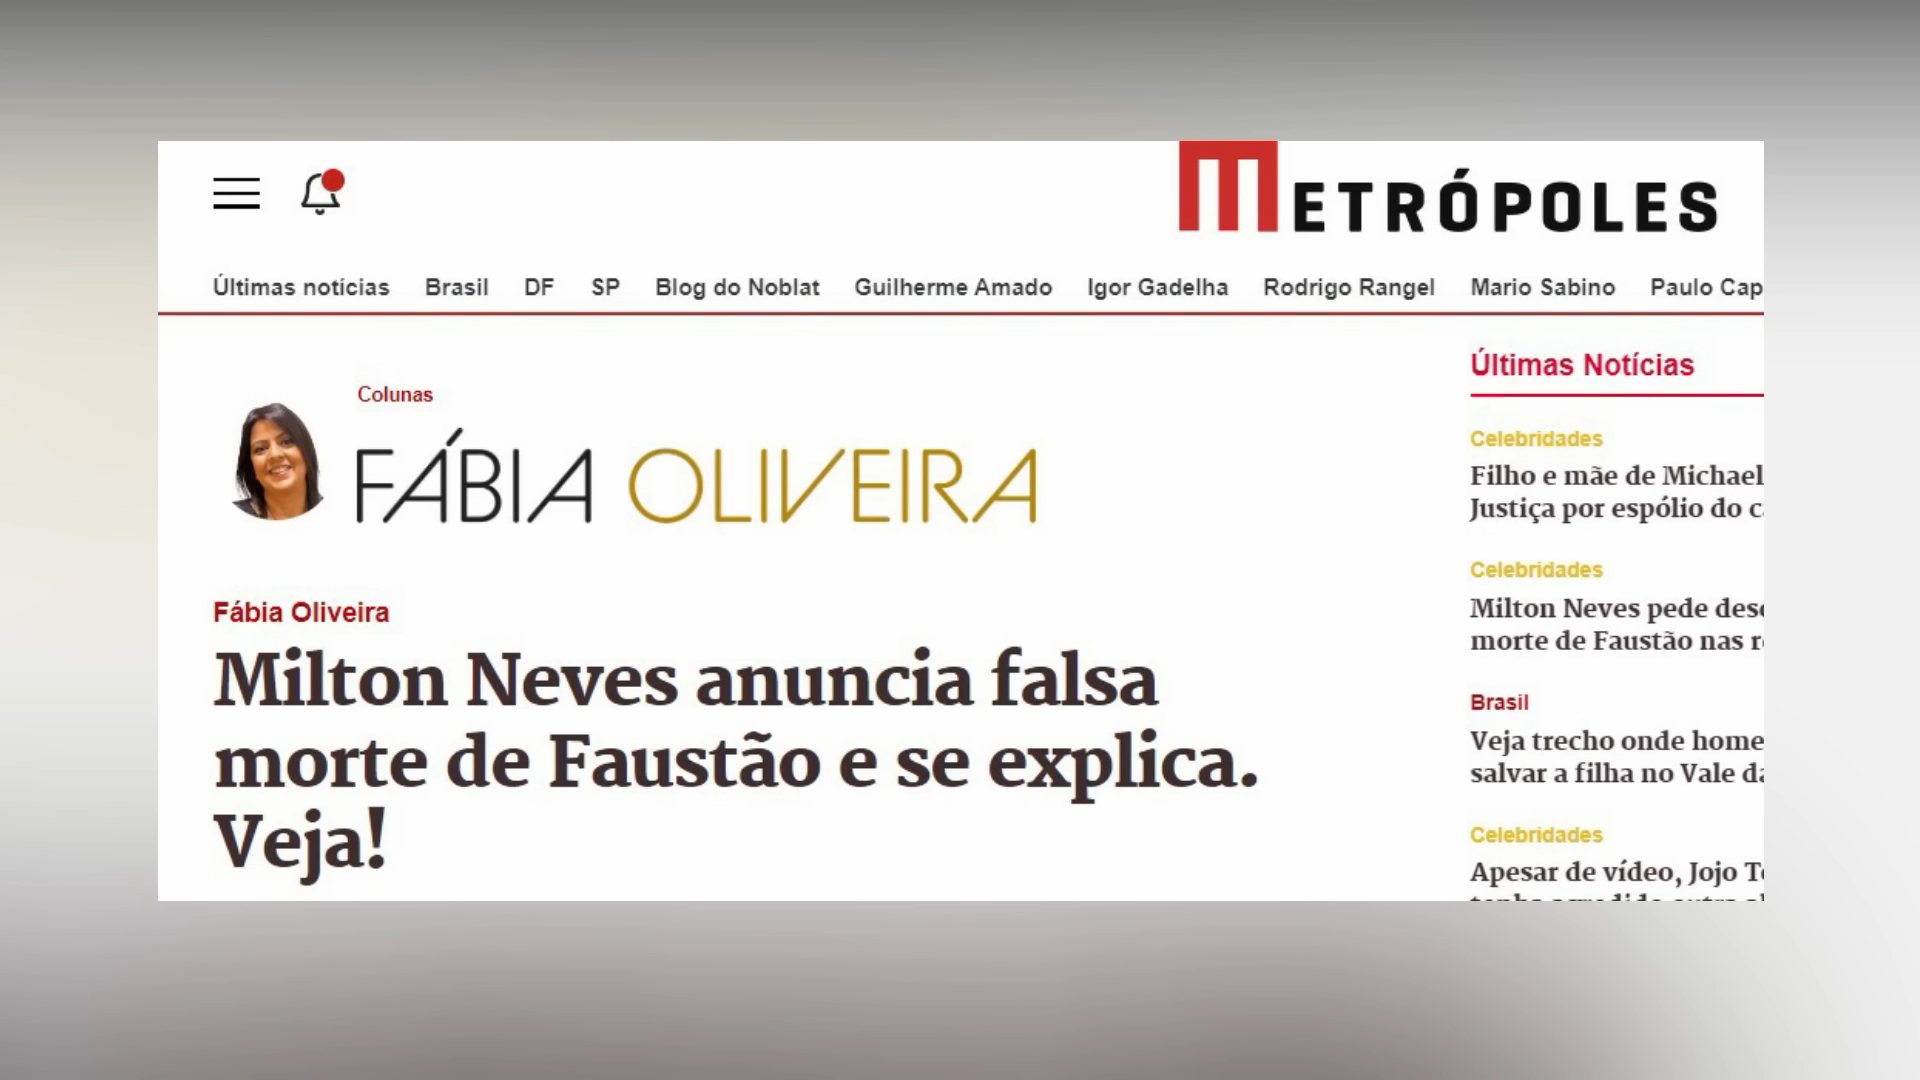 METRÓPOLES
Últimas notícias Brasil DF SP Blog do Noblat Guilherme Amado Igor Gadelha Rodrigo Rangel Mario Sabino Paulo Cap
Colunas
FÁBIA OLIVEIRA
Fábia Oliveira
Milton Neves anuncia falsa
morte de Faustão e se explica.
Veja!
Últimas Notícias
Celebridades
Filho e mãe de Michael
Justiça por espólio do
Celebridades
Milton Neves pede
morte de Faustão nas
Brasil
Veja trecho onde home
salvar a filha no Vale
Celebridades
Apesar de vídeo, Jojo